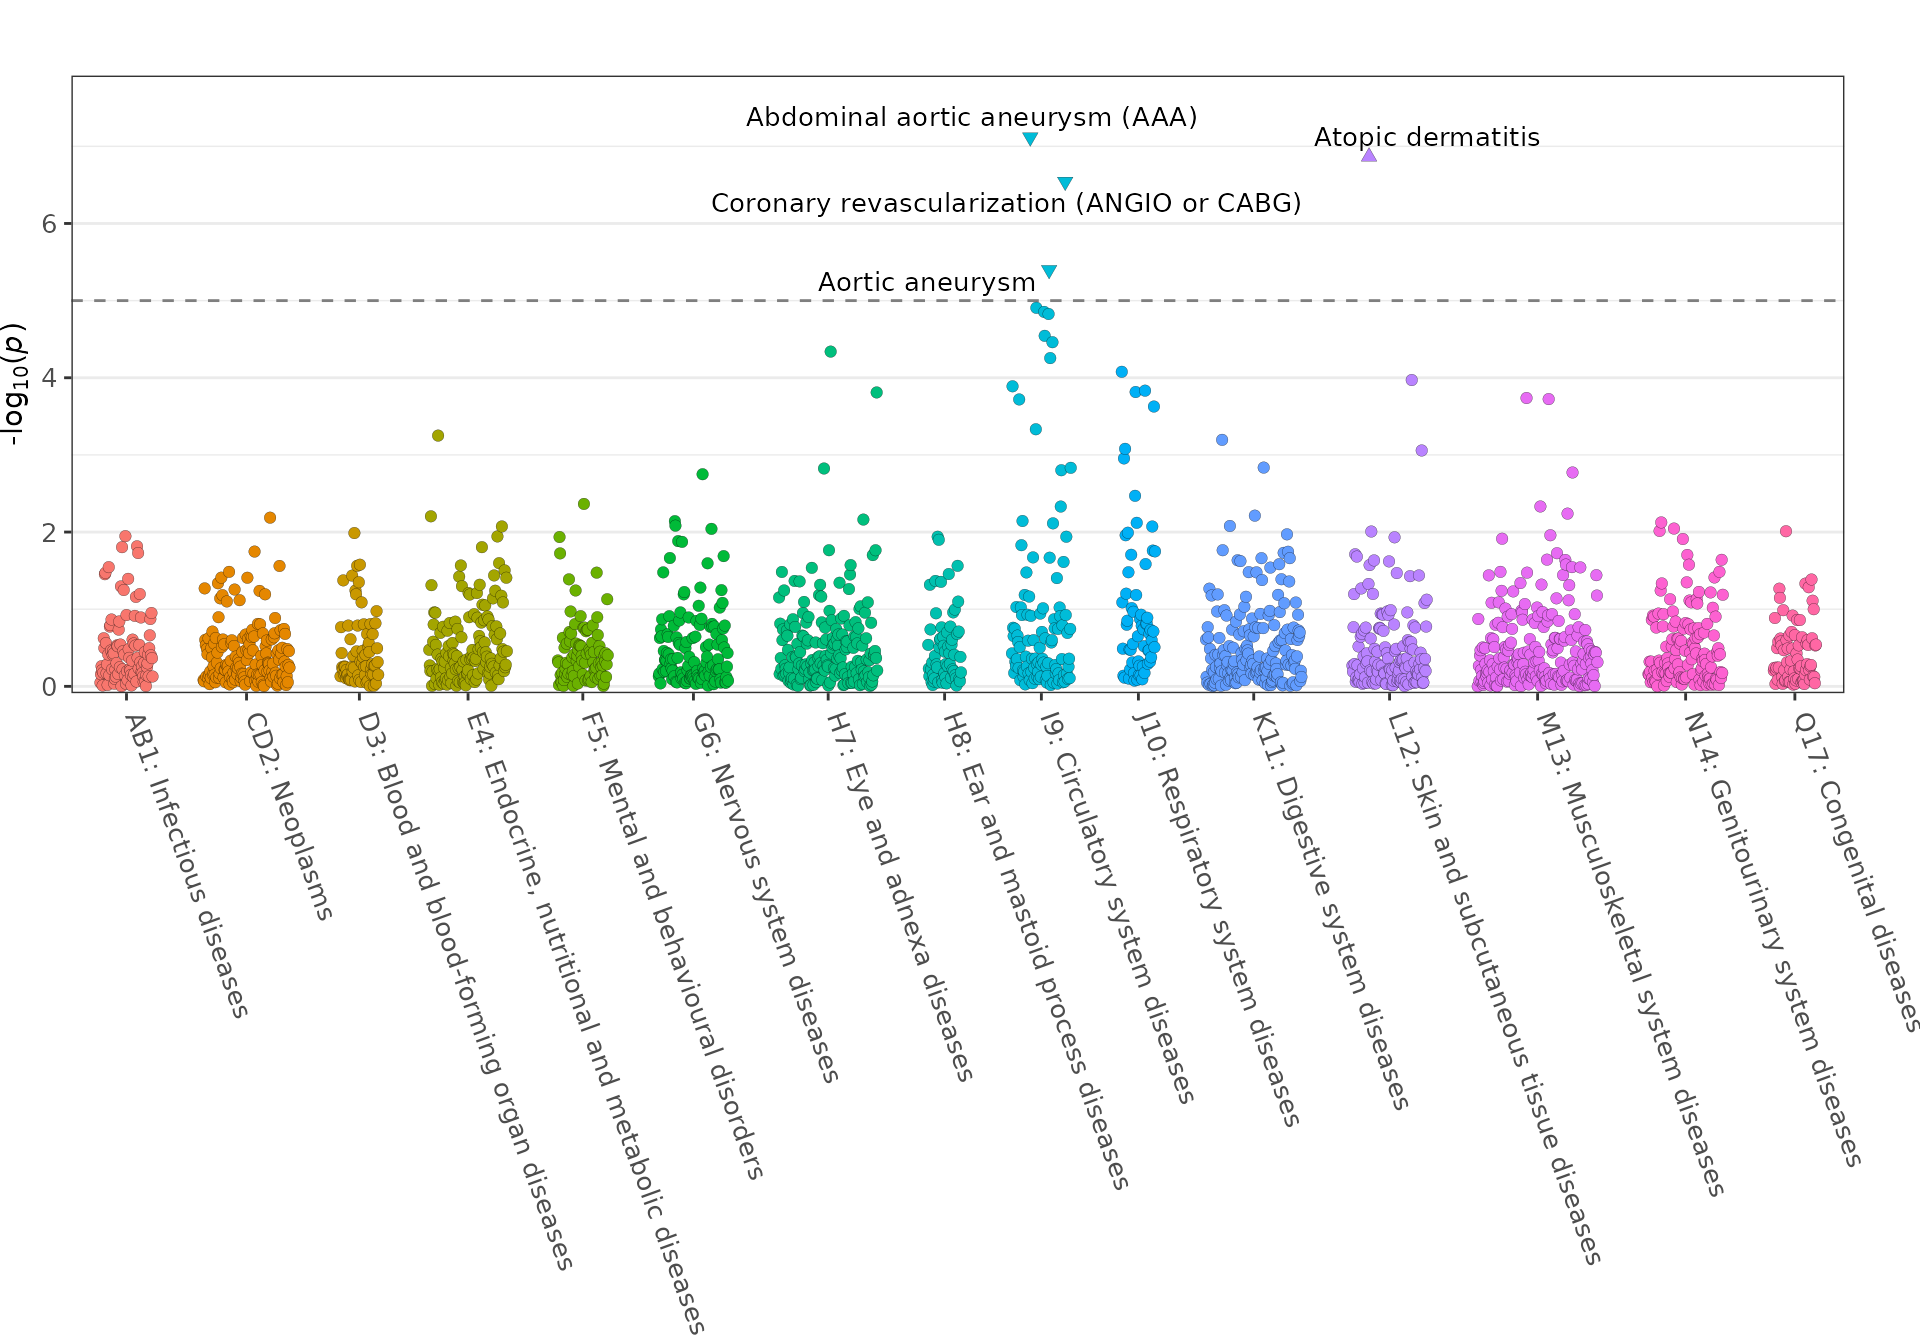 Abdominal aortic aneurysm (AAA)
Atopic dermatitis
Coronary revascularization (ANGIO or CABG)
Aortic aneurysm
-log10(p)
6
4
2
0
AB1: Infectious diseases
CD2: Neoplasms
D3: Blood and blood-forming organ diseases
E4: Endocrine, nutritional and metabolic diseases
F5: Mental and behavioural disorders
G6: Nervous system diseases
H7: Eye and adnexa diseases
H8: Ear and mastoid process diseases
I9: Circulatory system diseases
J10: Respiratory system diseases
K11: Digestive system diseases
L12: Skin and subcutaneous tissue diseases
M13: Musculoskeletal system diseases
N14: Genitourinary system diseases
Q17: Congenital diseases